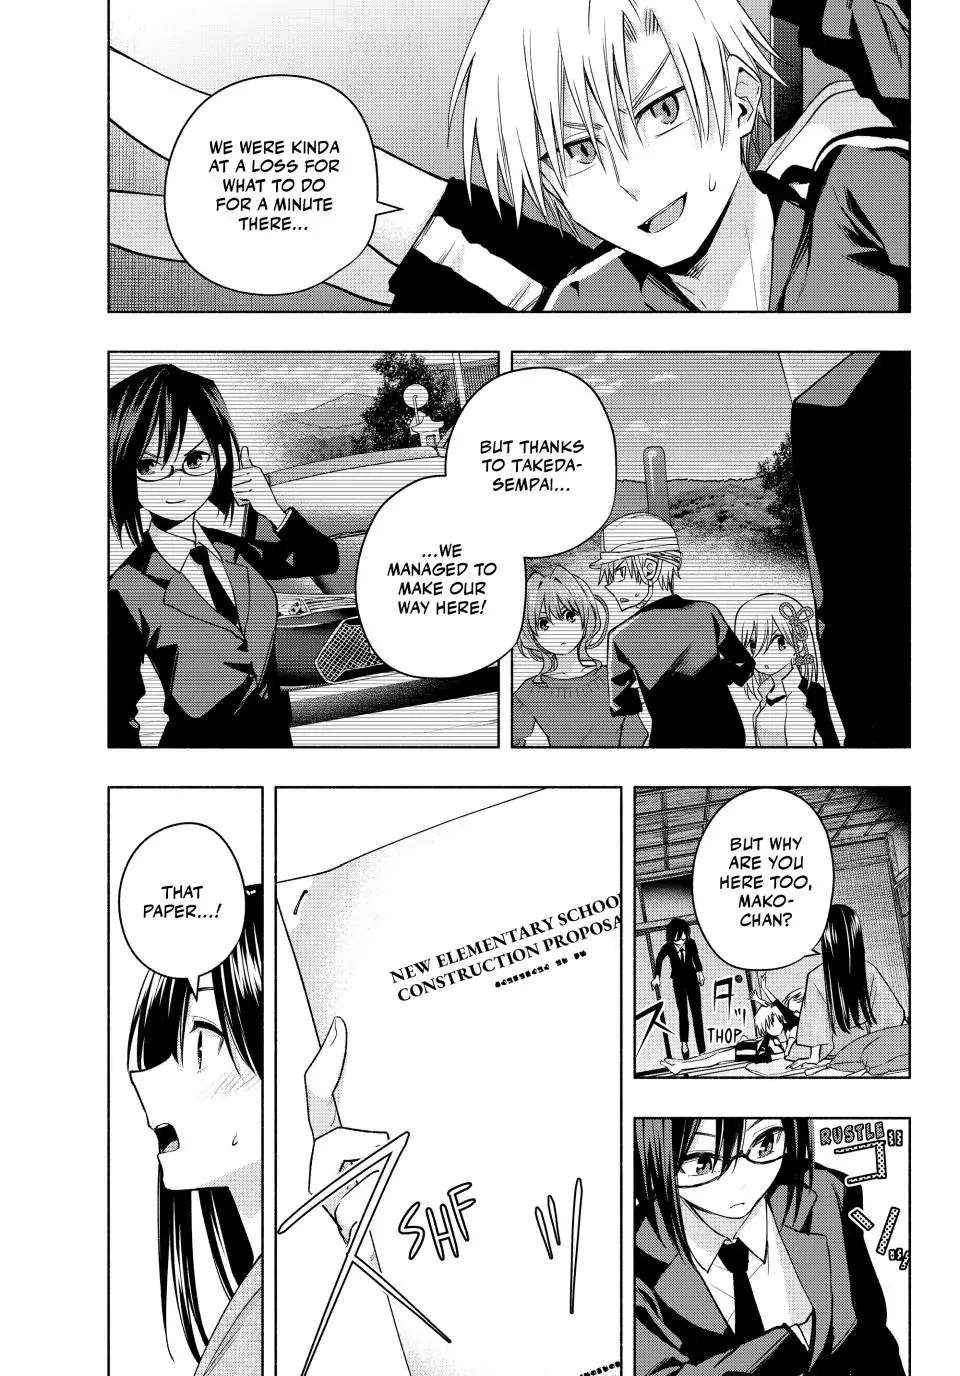 WE WERE KINDA
AT A LOSS FOR
WHAT TO DO
FOR A MINUTE
THERE...
BUT THANKS
TO TAKEDA-
SEMPAI...
...WE
MANAGED TO
MAKE OUR
WAY HERE!
BUT WHY
ARE YOU
HERE TOO,
MAKO-
CHAN?
THOP
RUSTLE
NEW ELEMENTARY SCHOO
CONSTRUCTION PROPOSA
SHF
THAT
PAPER...!